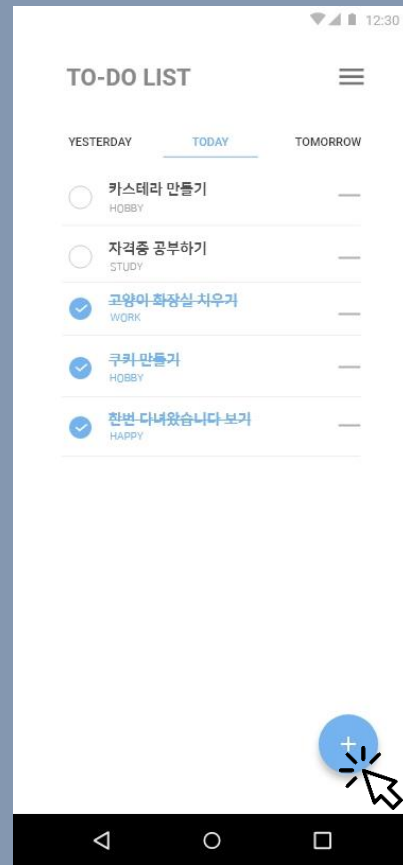 12:30
TO-DO LIST
YESTERDAY TODAY TOMORROW
카스테라 만들기
HOBBY
자격증 공부하기
STUDY
고양이 화장실 치우기
WORK
쿠키 만들기
HOBBY
한번 다녀왔습니다 보기
HAPPY